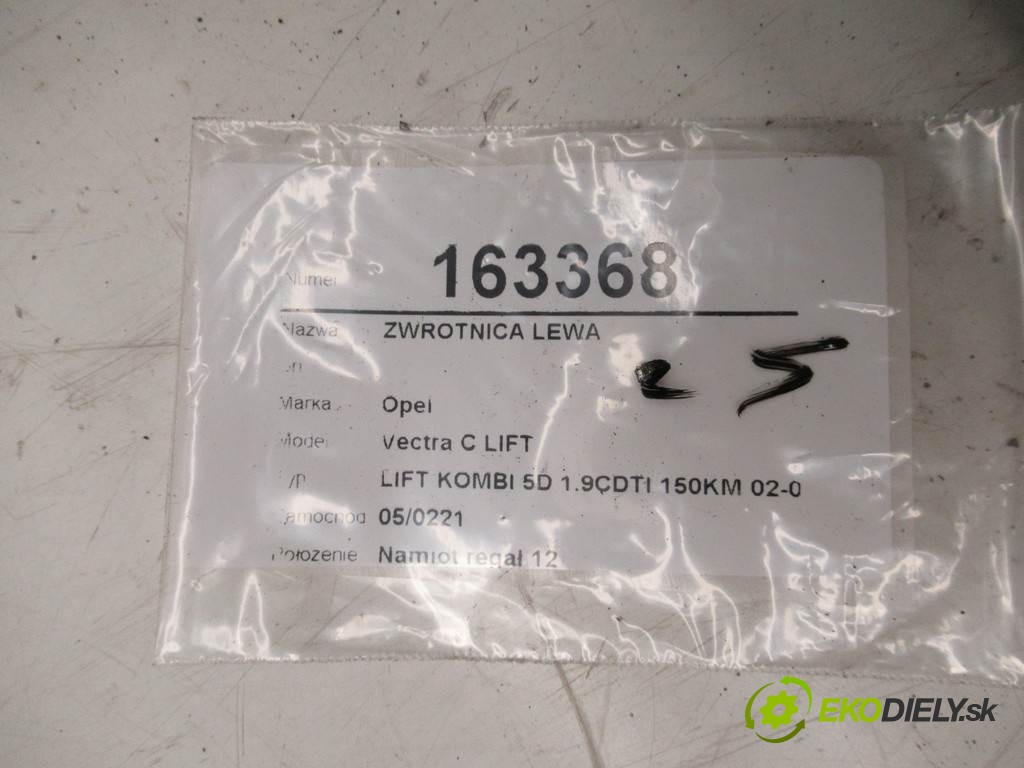 Numer 163368
Nazwa ZWROTNICA LEWA
Marka Opel
Model Vectra C LIFT
LIFT KOMBI 5D 1.9CDTI 150KM 02-0
Samochód 05/0221
Położenie Namiot regał 12
EKODIELY.sk